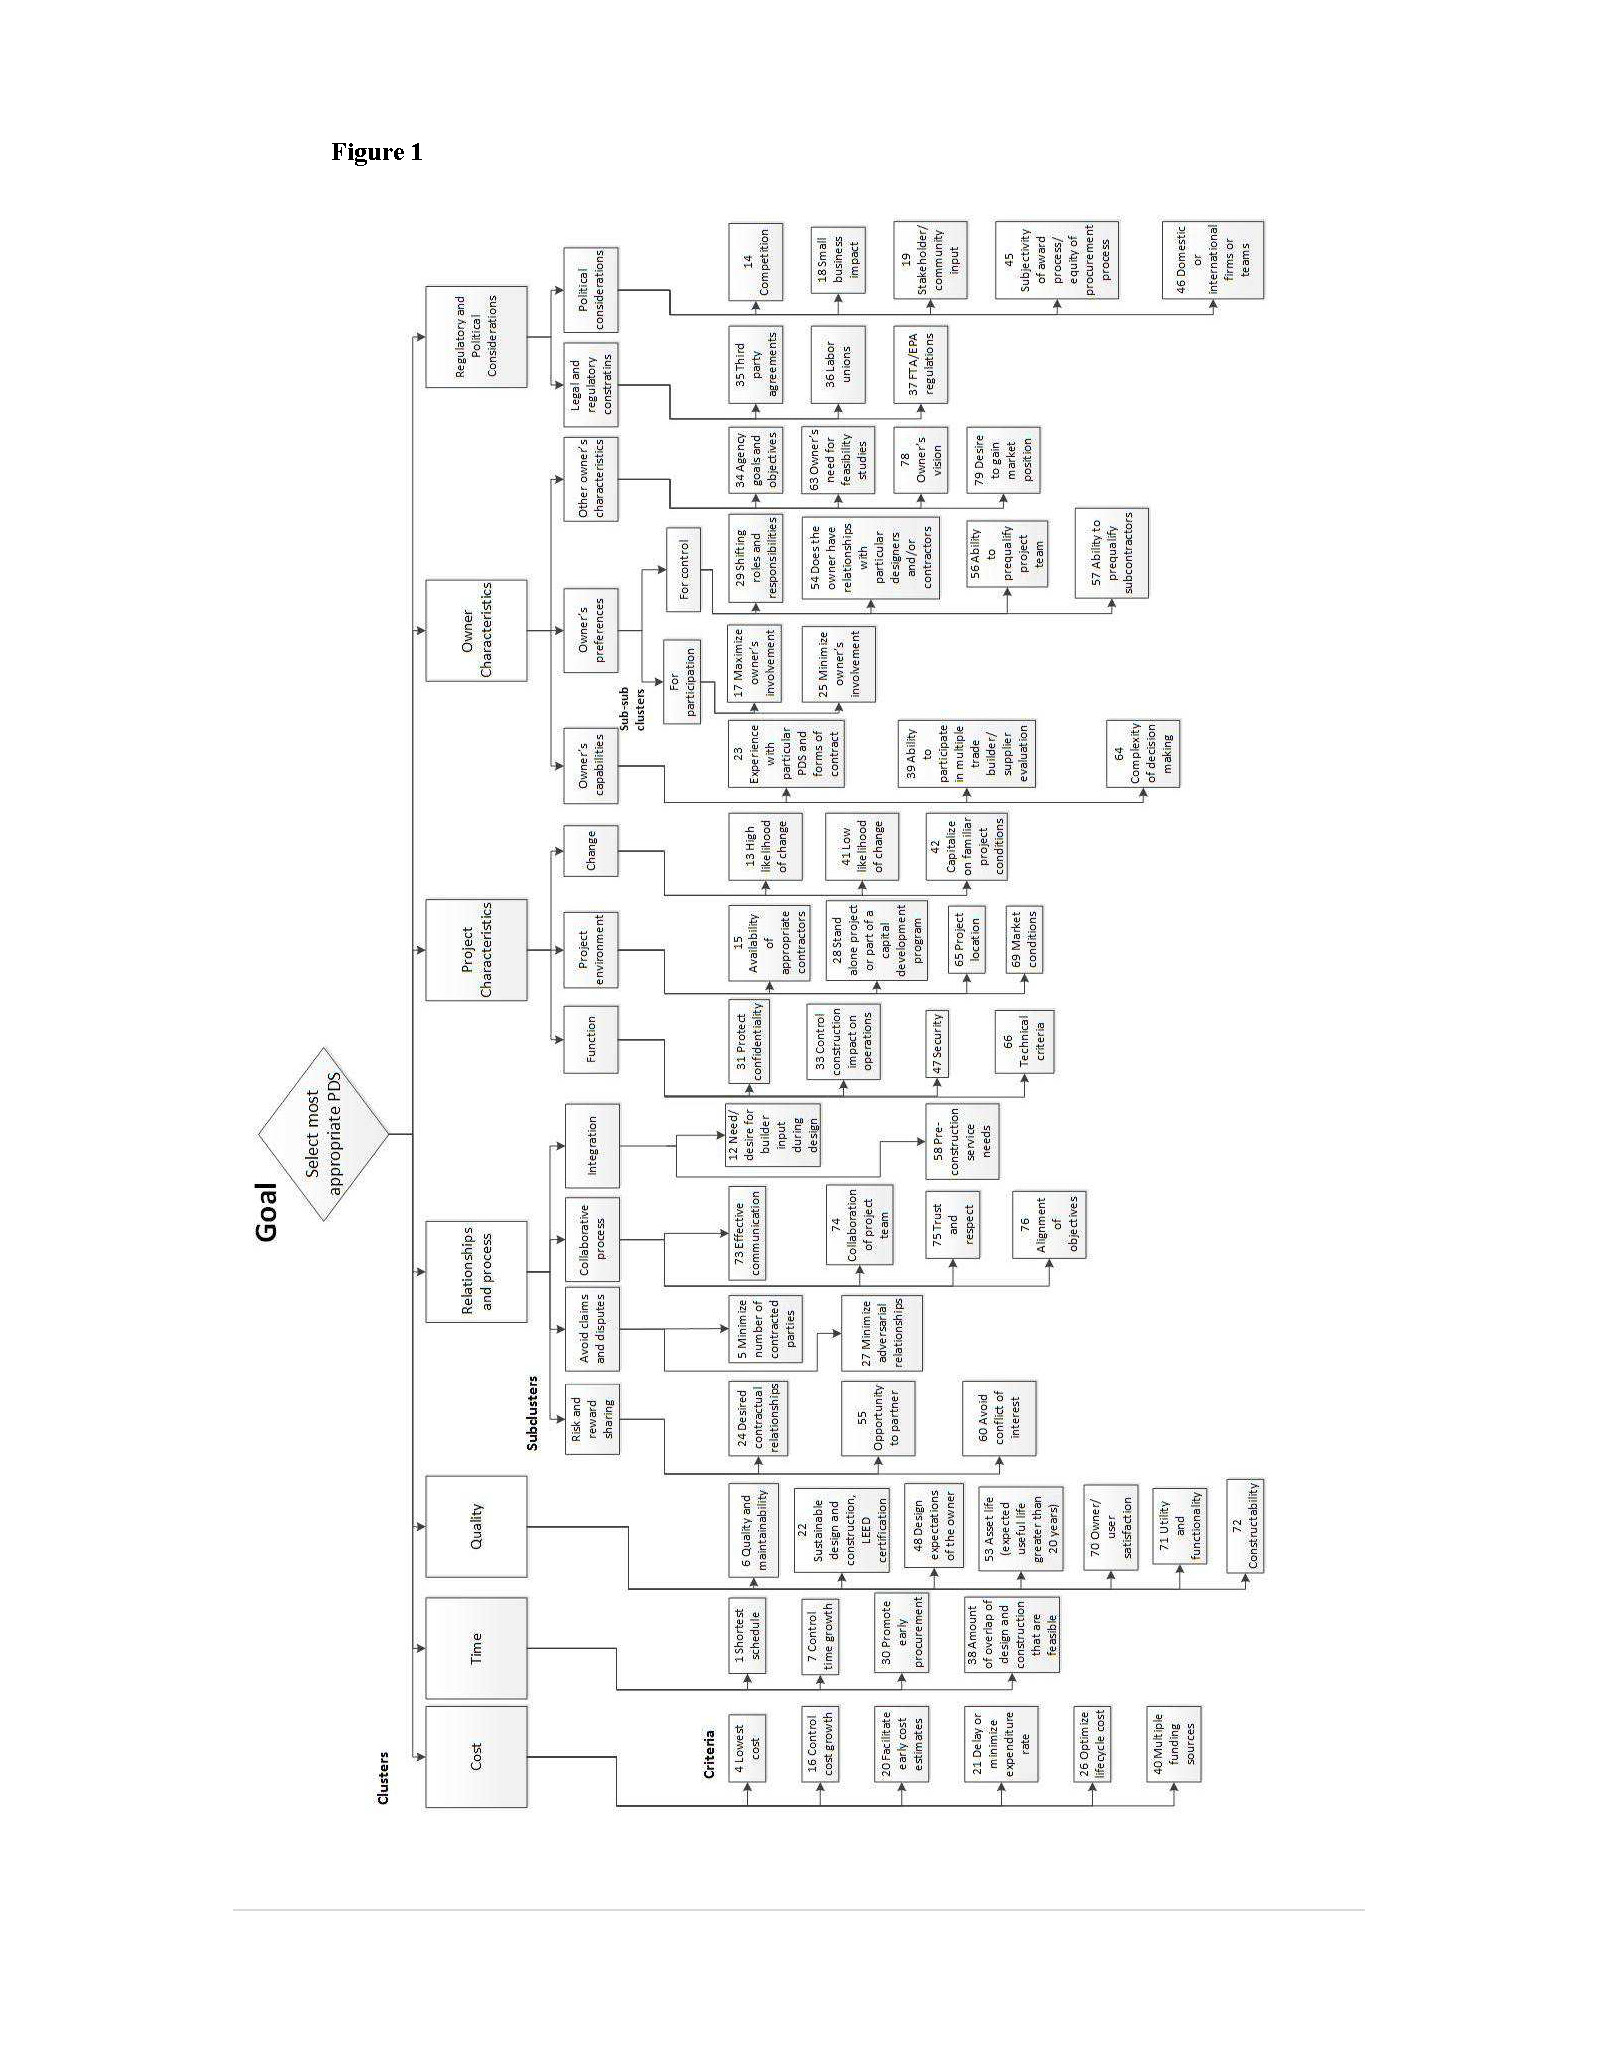 Figure 1
Goal
Select most
appropriate PDS
Clusters
Cost
Time
Quality
Relationships
and process
Project
Characteristics
Owner
Characteristics
Regulatory and
Political
Considerations
Subclusters
Risk and
reward
sharing
Avoid claims
and disputes
Collaborative
process
Integration
Function
Project
environment
Change
Owner's
capabilities
Owner's
preferences
Other owner's
characteristics
Legal and
regulatory
constratins
Political
considerations
Sub-sub
clusters
For
participation
For control
Criteria
4 Lowest
cost
16 Control
cost growth
20 Facilitate
early cost
estimates
21 Delay or
minimize
expenditure
rate
26 Optimize
lifecycle cost
40 Multiple
funding
sources
1 Shortest
schedule
7 Control
time growth
30 Promote
early
procurement
38 Amount
of overlap of
design and
construction
that are
feasible
6 Quality and
maintainability
22
Sustainable
design and
construction,
LEED
certification
48 Design
expectations
of the owner
53 Asset life
(expected
useful life
greater than
20 years)
70 Owner/
user
satisfaction
71 Utility
and
functionality
72
Constructability
24 Desired
contractual
relationships
55
Opportunity
to partner
60 Avoid
conflict of
interest
5 Minimize
number of
contracted
parties
27 Minimize
adversarial
relationships
73 Effective
communication
74
Collaboration
of project
team
75 Trust
and
respect
76
Alignment
of
objectives
12 Need/
desire for
builder
input
during
design
58 Pre-
construction
service
needs
31 Protect
confidentiality
33 Control
construction
impact on
operations
47 Security
66
Technical
criteria
15
Availability
of
appropriate
contractors
28 Stand
alone project
or part of a
capital
development
program
65 Project
location
69 Market
conditions
13 High
likelihood
of change
41 Low
likelihood
of change
42
Capitalize
on familiar
project
conditions
23
Experience
with
particular
PDS and
forms of
contract
39 Ability
to
participate
in multiple
trade
builder/
supplier
evaluation
64
Complexity
of decision
making
17 Maximize
owner's
involvement
25 Minimize
owner's
involvement
29 Shifting
roles and
responsibilities
54 Does the
owner have
relationships
with
particular
designers
and/or
contractors
56 Ability
to
prequalify
project
team
57 Ability to
prequalify
subcontractors
34 Agency
goals and
objectives
63 Owner's
need for
feasibility
studies
78
Owner's
vision
79 Desire
to gain
market
position
35 Third
party
agreements
36 Labor
unions
37 FTA/EPA
regulations
14
Competition
18 Small
business
impact
19
Stakeholder/
community
input
45
Subjectivity
of award
process/
equity of
procurement
process
46 Domestic
or
international
firms or
teams